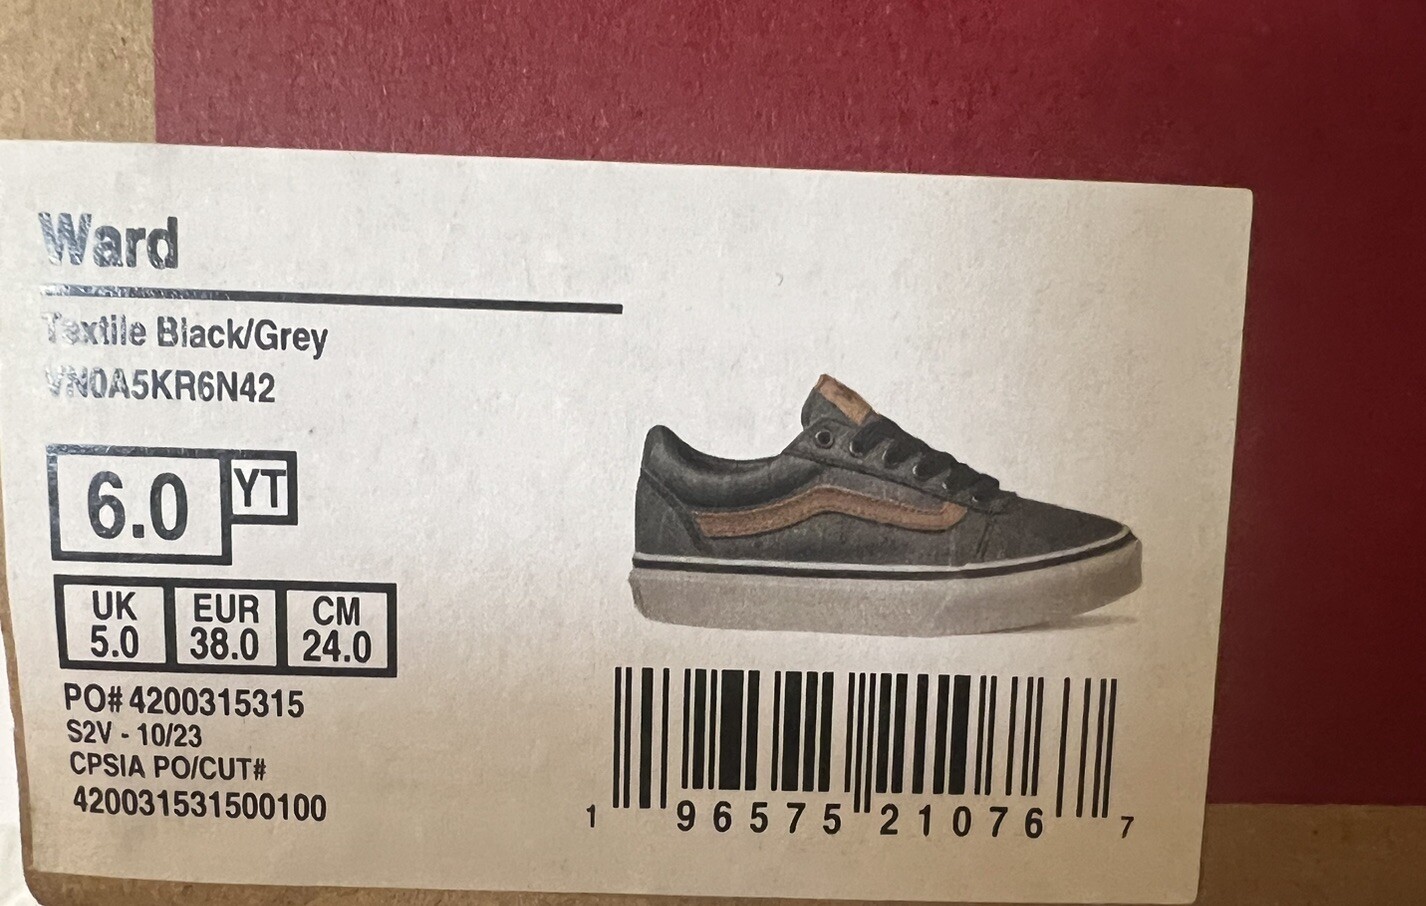 Ward
Textile Black/Grey
VN0A5KR6N42
6.0 YT
UK EUR CM
5.0 38.0 24.0
PO# 4200315315
S2V - 10/23
CPSIA PO/CUT#
420031531500100
1 96575 21076 7